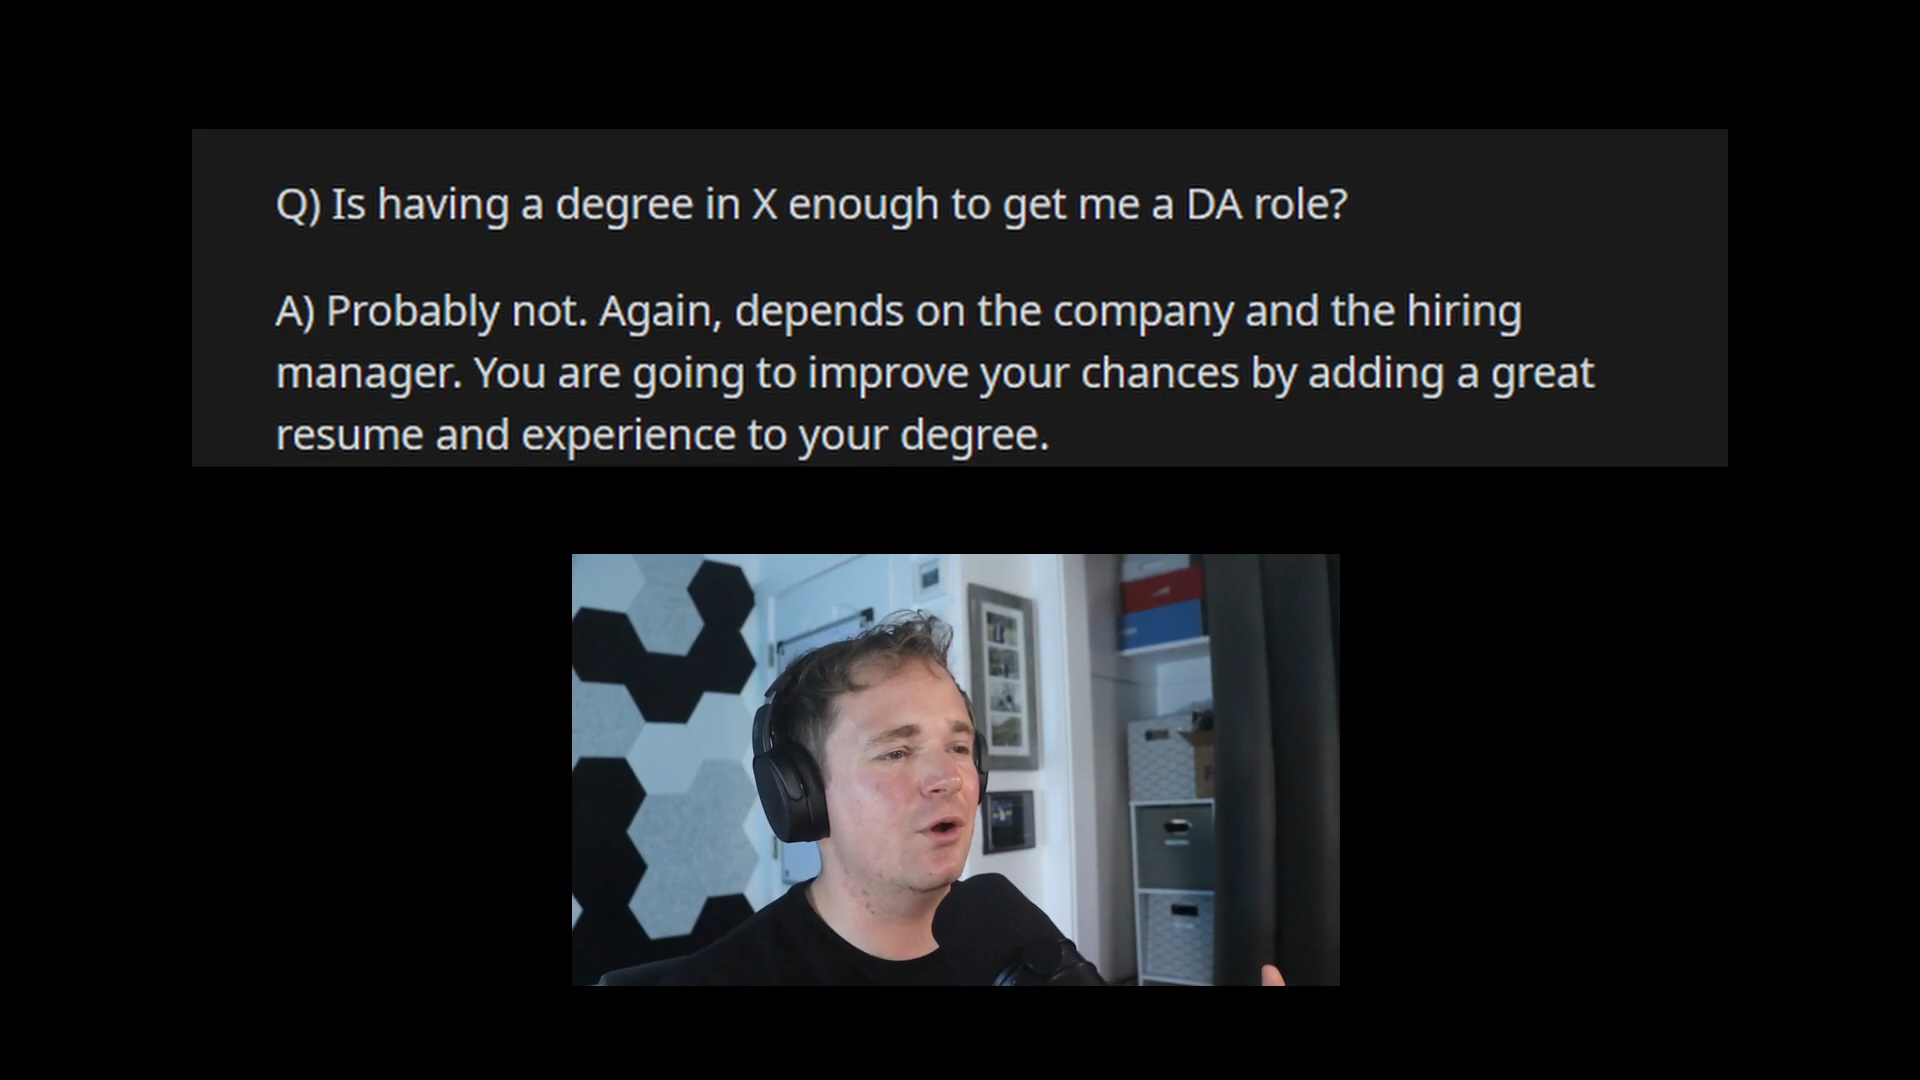 Q) Is having a degree in X enough to get me a DA role?
A) Probably not. Again, depends on the company and the hiring
manager. You are going to improve your chances by adding a great
resume and experience to your degree.